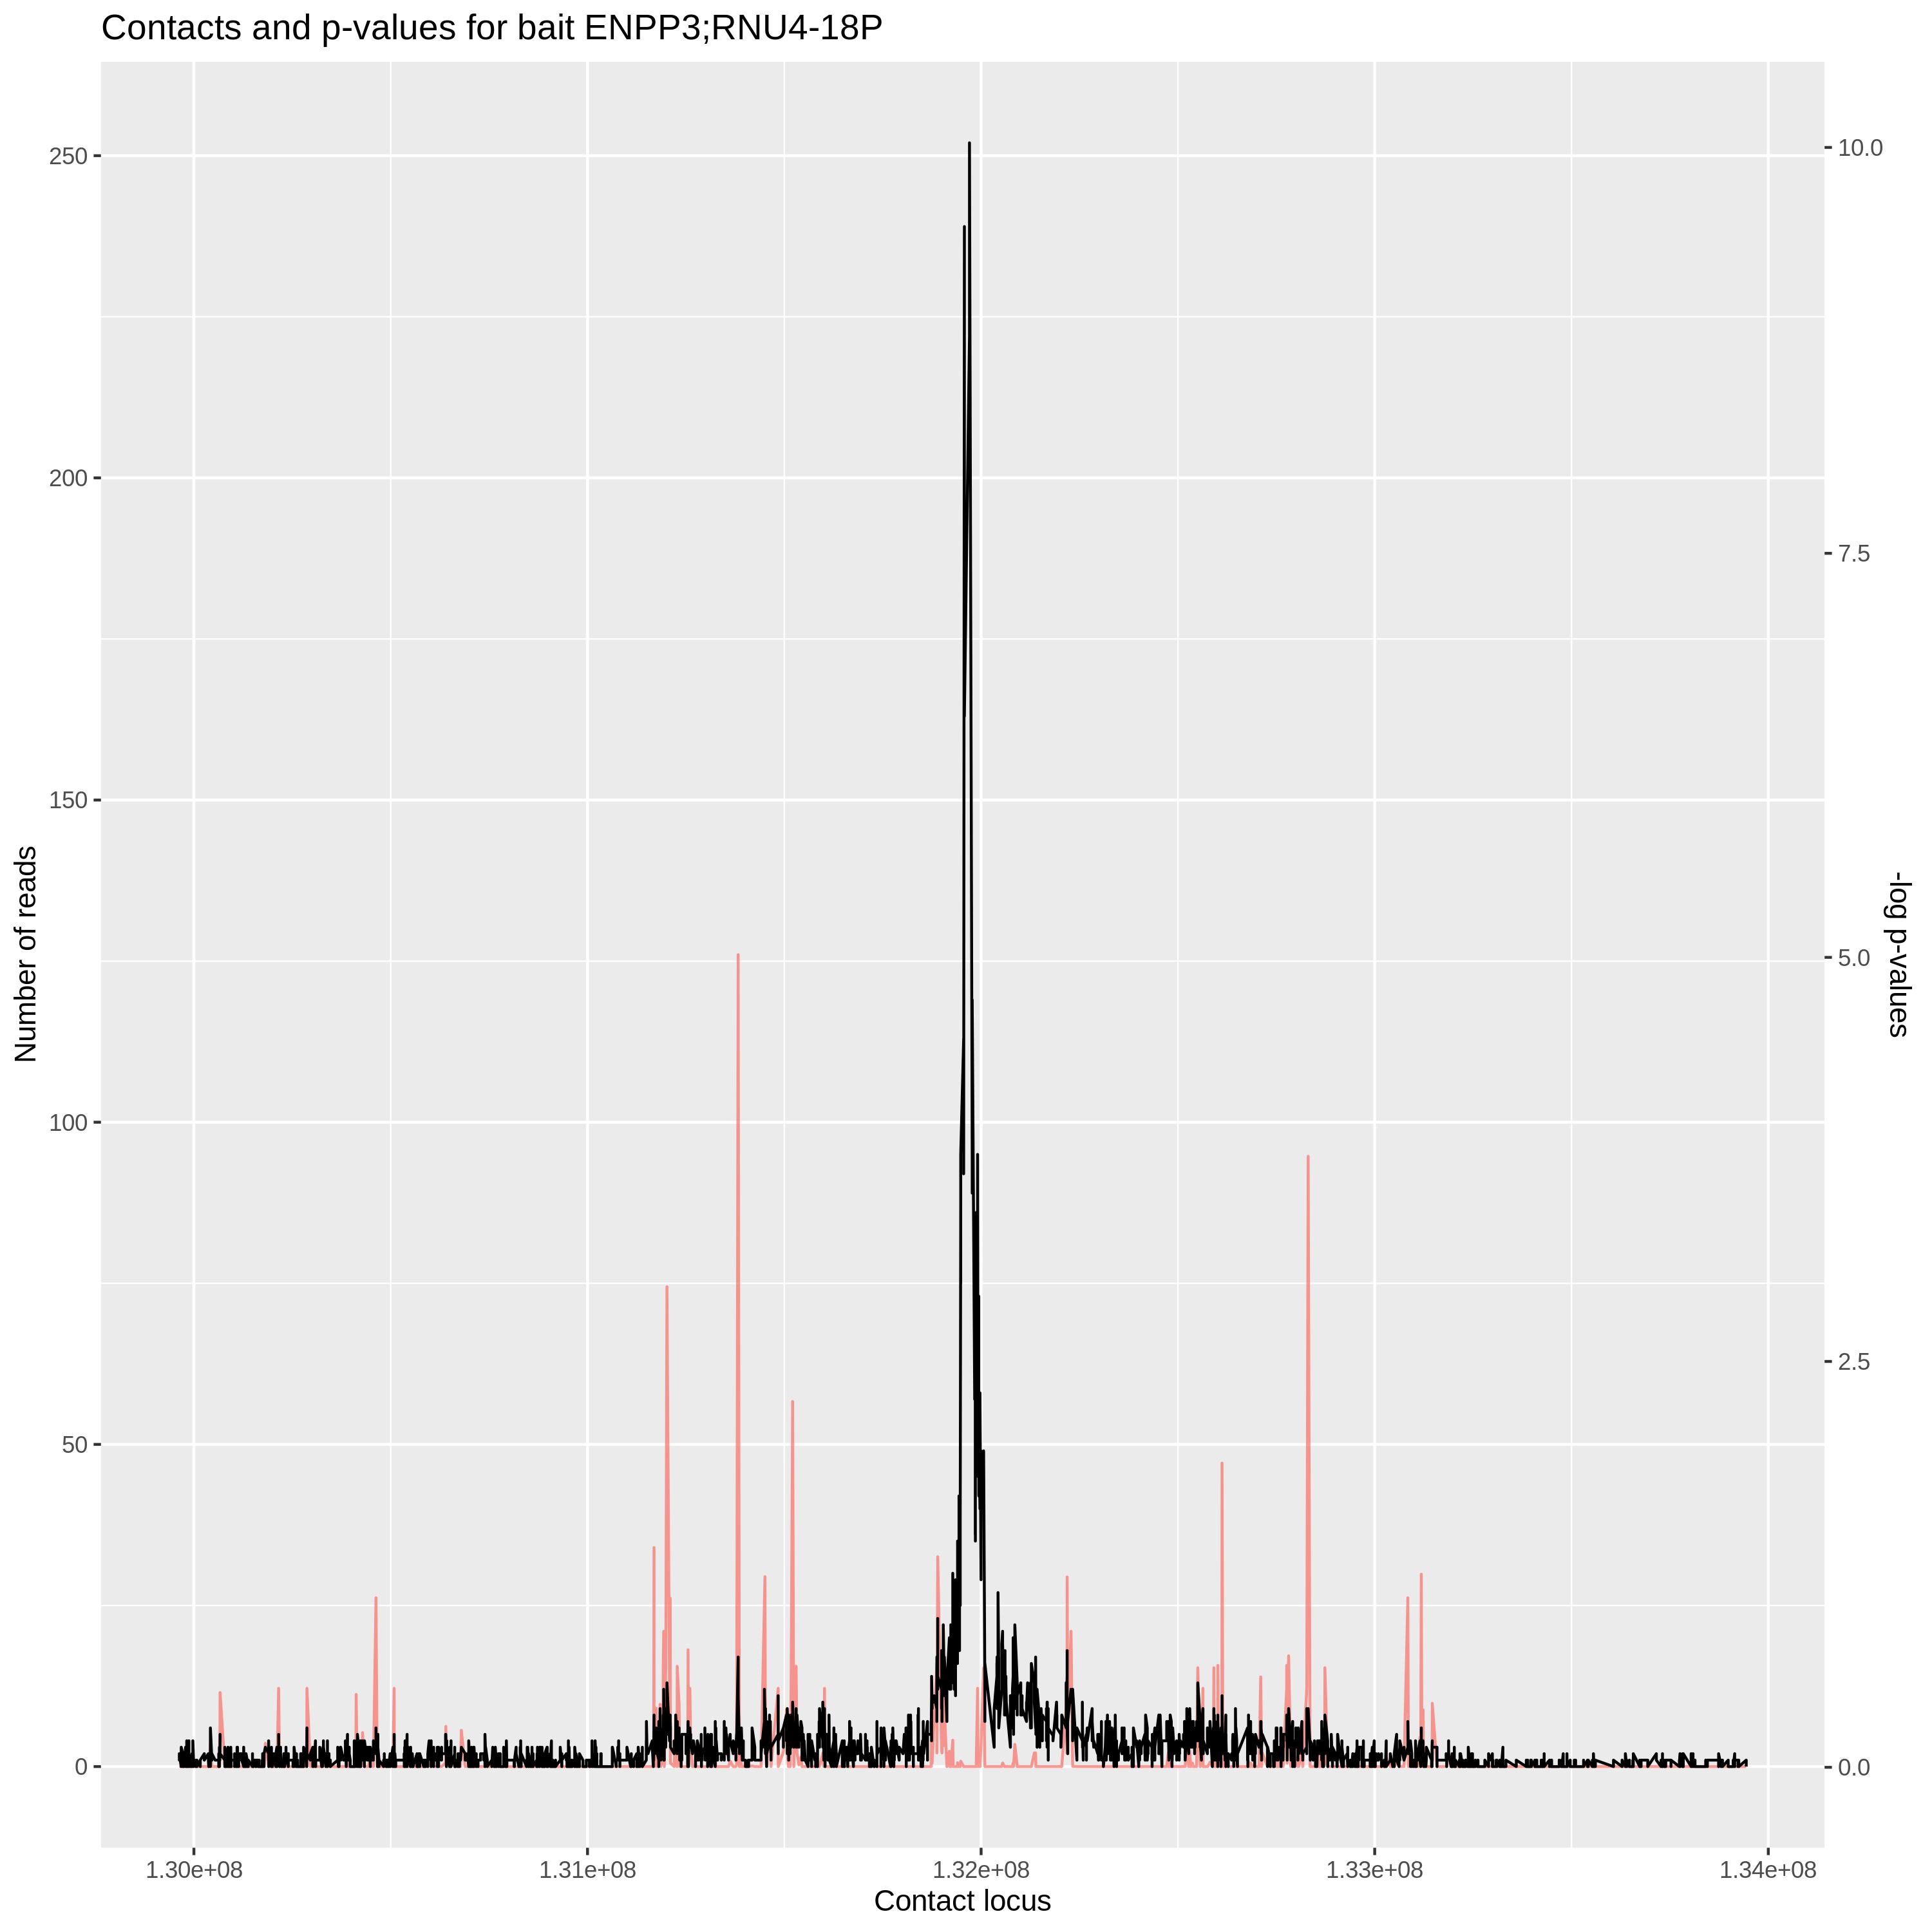 Contacts and p-values for bait ENPP3;RNU4-18P
250
200
150
100
50
0
Number of reads
10.0
7.5
5.0
2.5
0.0
-log p-values
1.30e+08
1.31e+08
1.32e+08
1.33e+08
1.34e+08
Contact locus